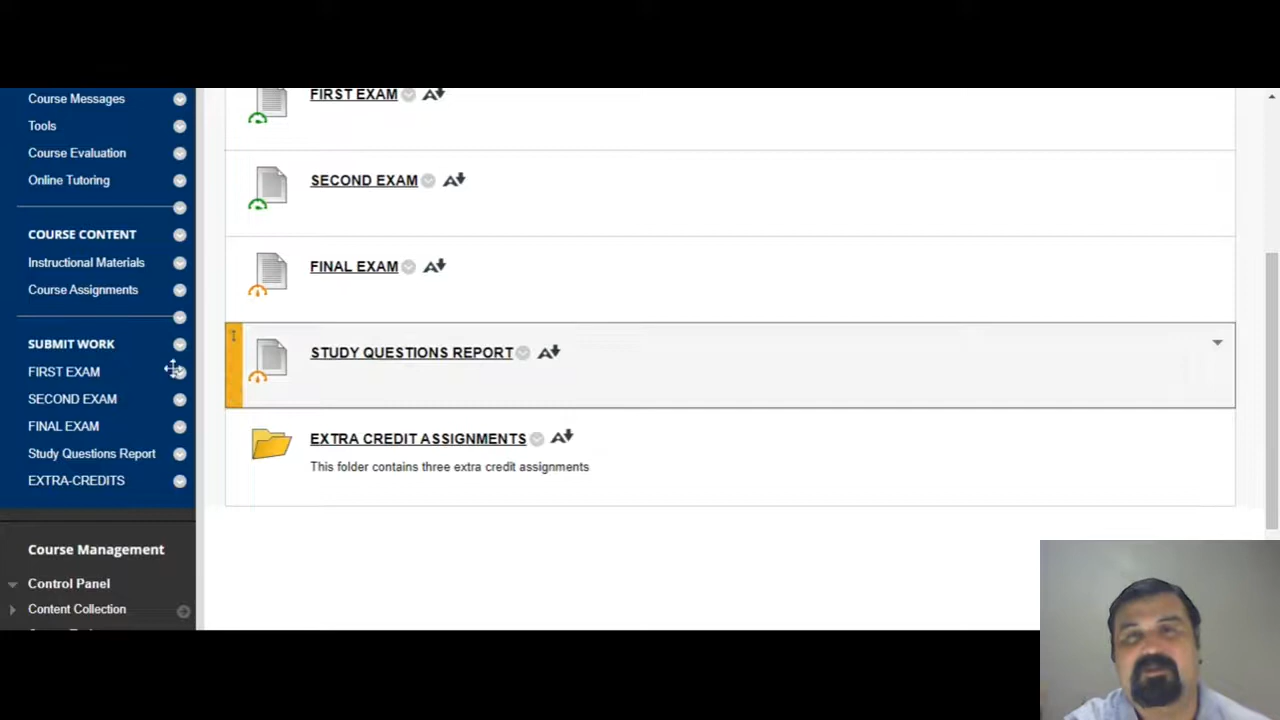 Course Messages
Tools
Course Evaluation
Online Tutoring
COURSE CONTENT
Instructional Materials
Course Assignments
SUBMIT WORK
FIRST EXAM
SECOND EXAM
FINAL EXAM
Study Questions Report
EXTRA-CREDITS
Course Management
Control Panel
Content Collection
FIRST EXAM
SECOND EXAM
FINAL EXAM
STUDY QUESTIONS REPORT
EXTRA CREDIT ASSIGNMENTS
This folder contains three extra credit assignments